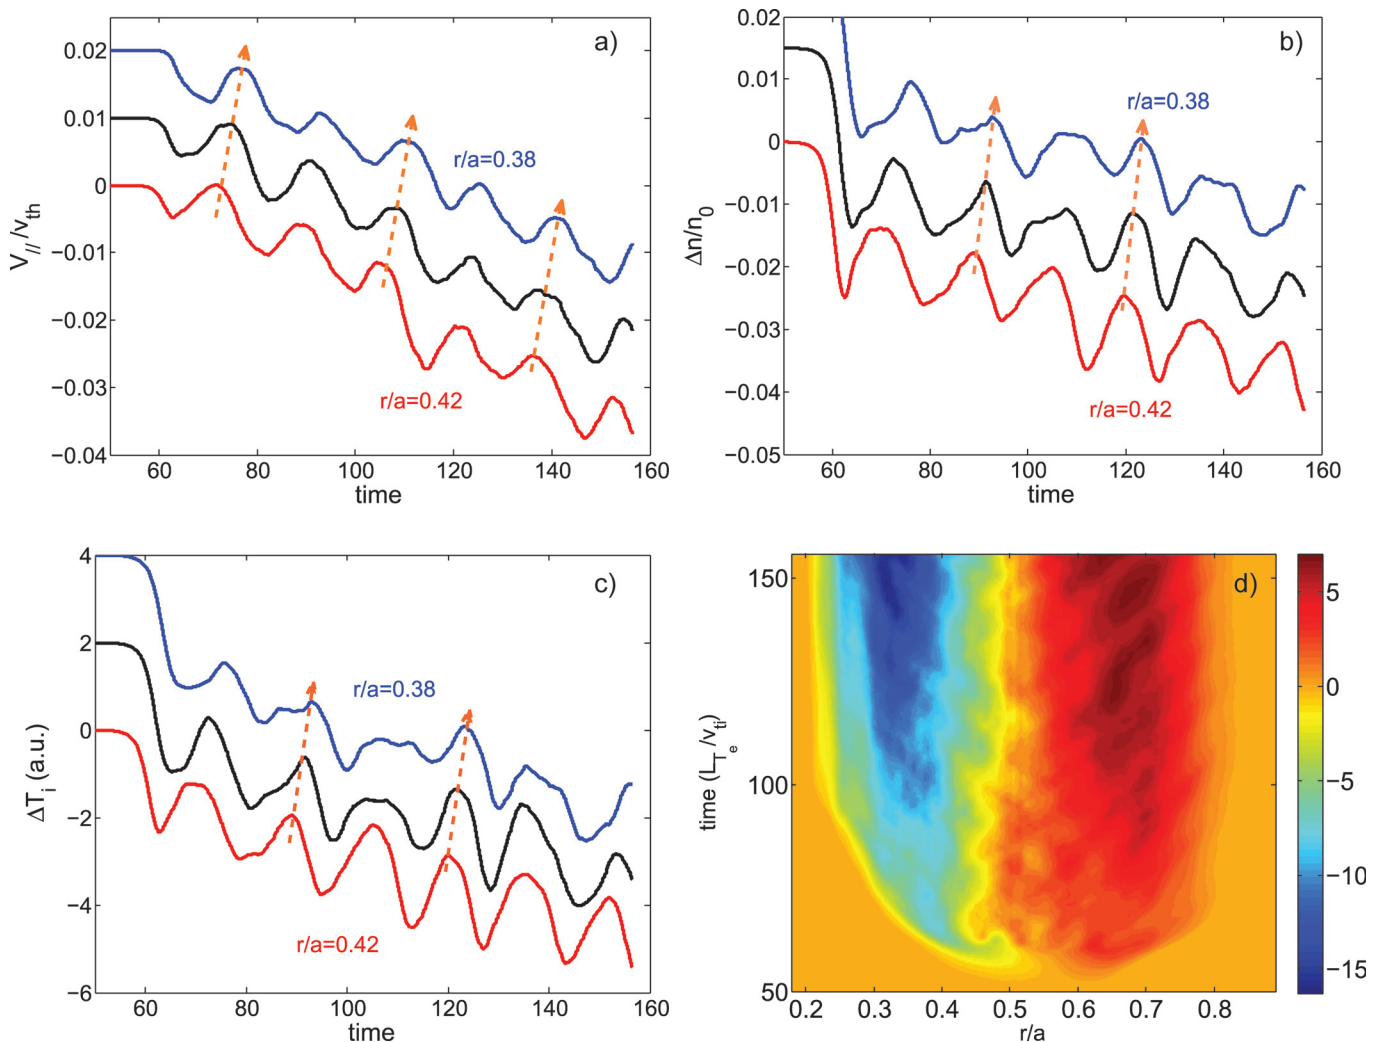 a)
0.02
0.01
0
−0.01
−0.02
−0.03
−0.04
V// /vth
r/a=0.38
r/a=0.42
60 80 100 120 140 160
time
b)
0.02
0.01
0
−0.01
−0.02
−0.03
−0.04
−0.05
Δn/n0
r/a=0.38
r/a=0.42
60 80 100 120 140 160
time
c)
4
2
0
−2
−4
−6
ΔTi (a.u.)
r/a=0.38
r/a=0.42
60 80 100 120 140 160
time
d)
150
100
50
time (LTe/vti)
0.2 0.3 0.4 0.5 0.6 0.7 0.8
r/a
5
0
−5
−10
−15